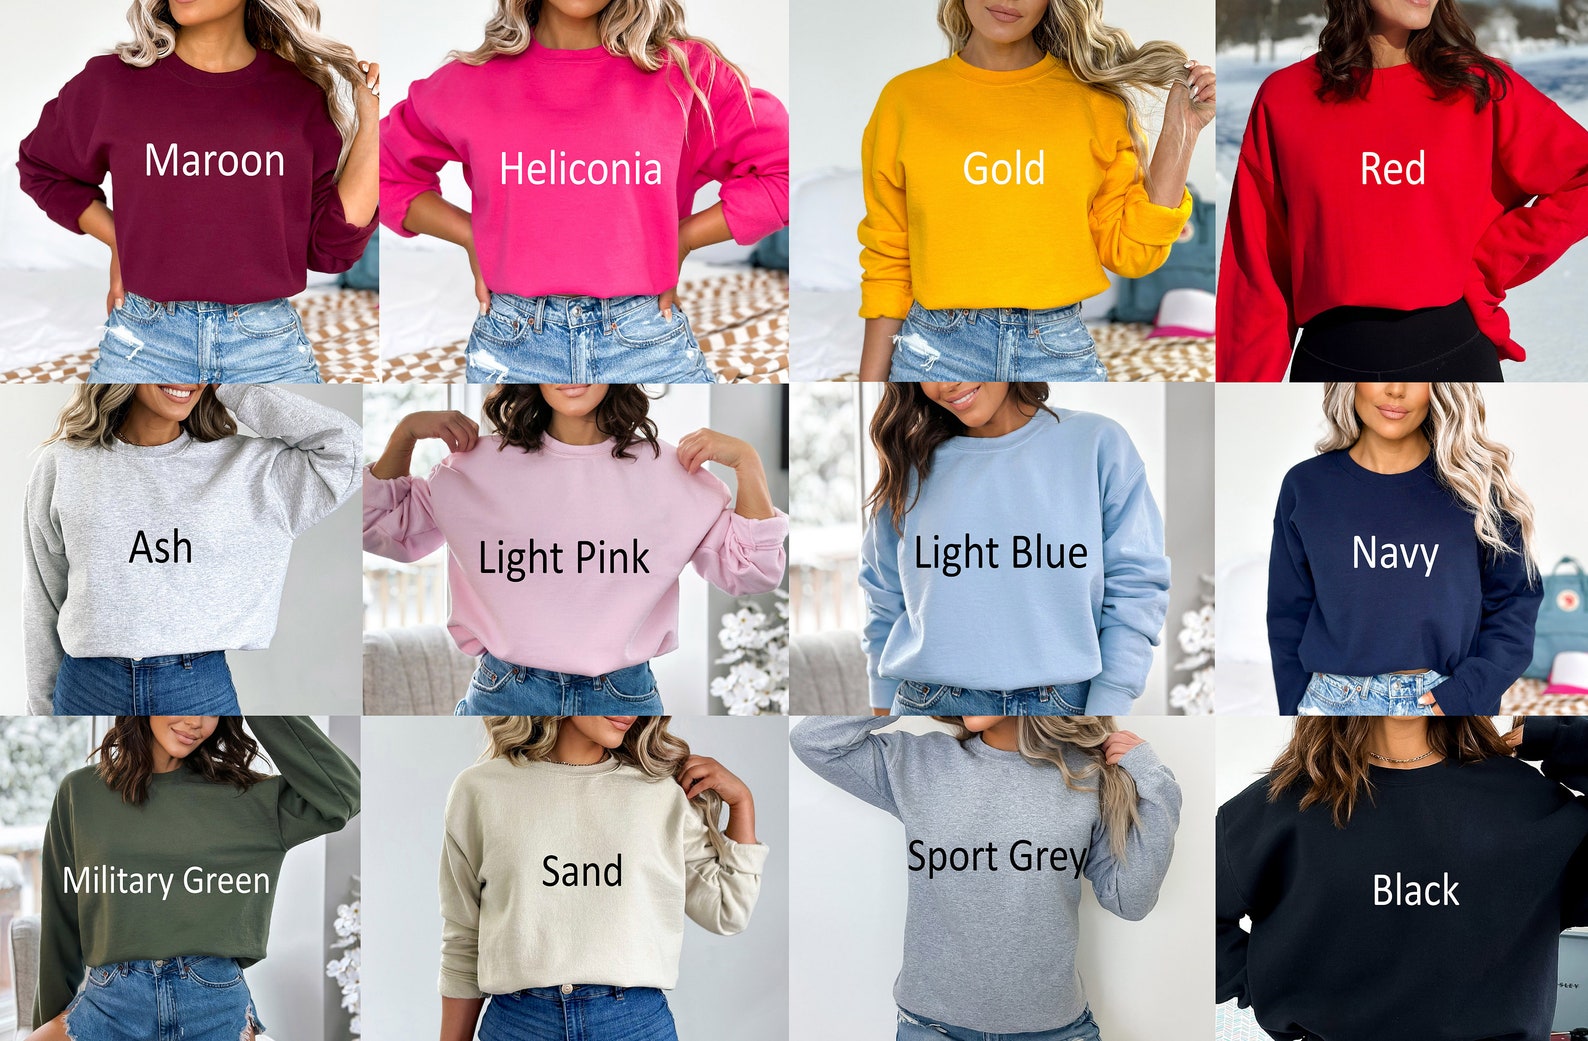 Maroon
Heliconia
Gold
Red
Ash
Light Pink
Light Blue
Navy
Military Green
Sand
Sport Grey
Black